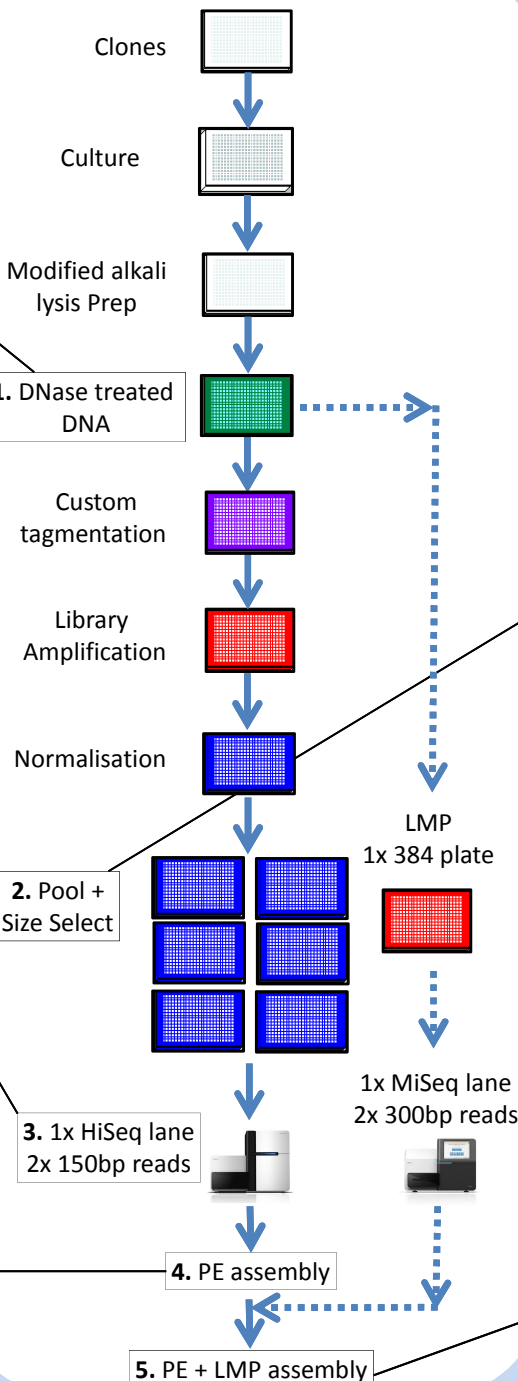 Clones
Culture
Modified alkali
lysis Prep
1. DNase treated
DNA
Custom
tagmentation
Library
Amplification
Normalisation
LMP
1x 384 plate
2. Pool +
Size Select
1x MiSeq lane
2x 300bp reads
3. 1x HiSeq lane
2x 150bp reads
4. PE assembly
5. PE + LMP assembly